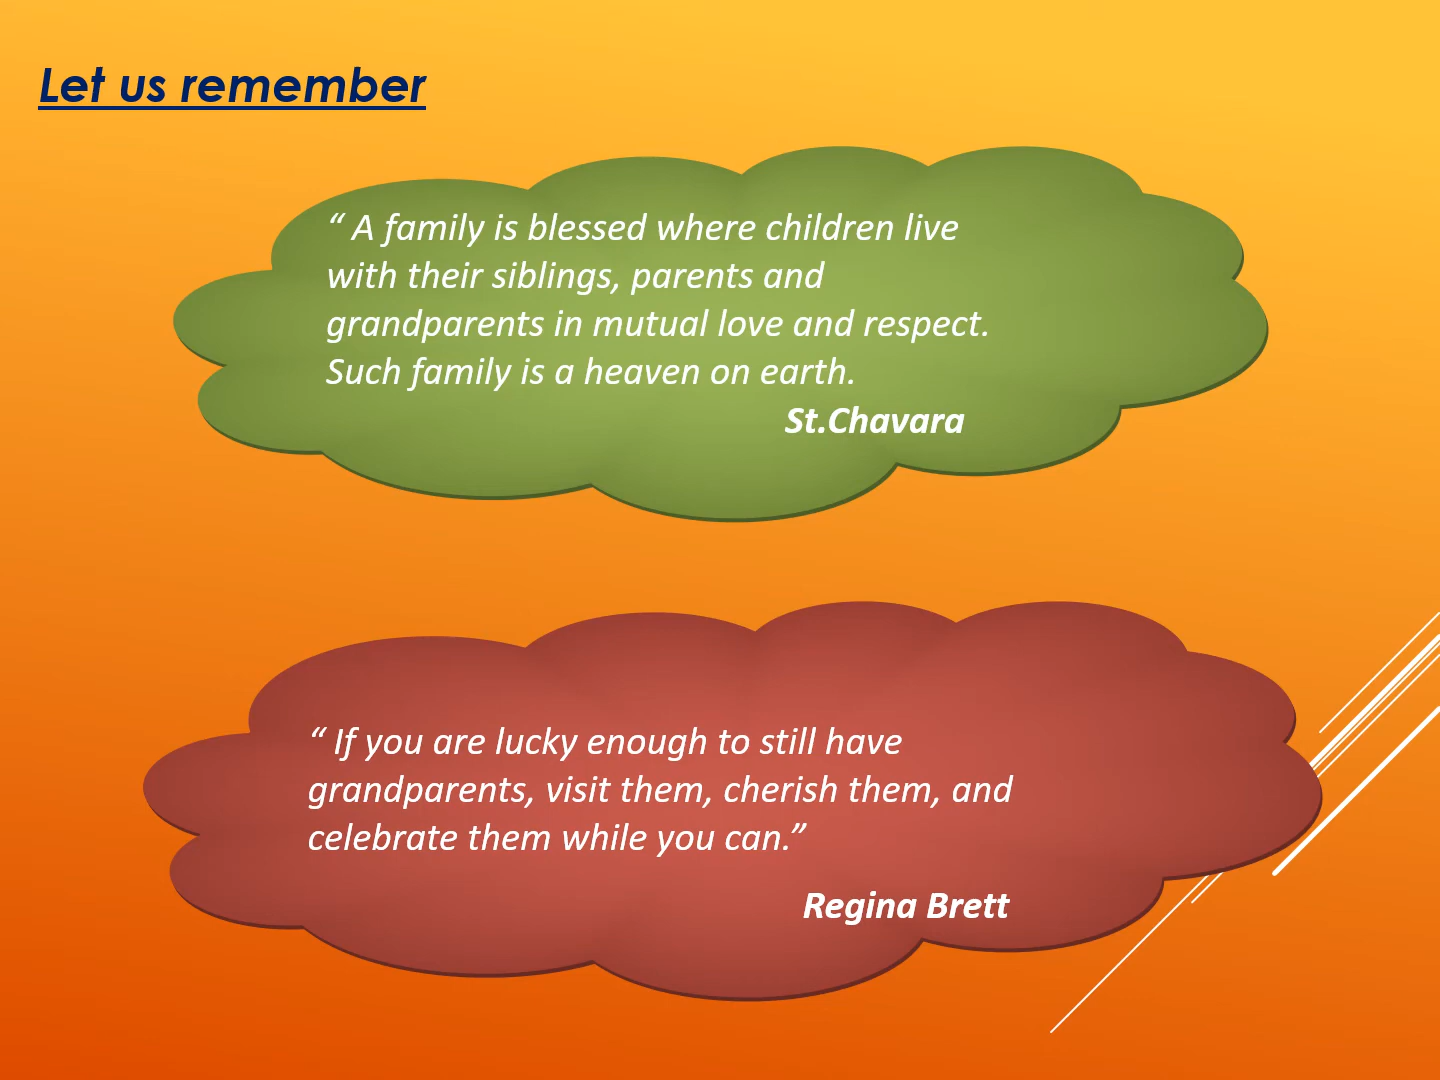 Let us remember
“ A family is blessed where children live
with their siblings, parents and
grandparents in mutual love and respect.
Such family is a heaven on earth.
St.Chavara
“ If you are lucky enough to still have
grandparents, visit them, cherish them, and
celebrate them while you can.”
Regina Brett